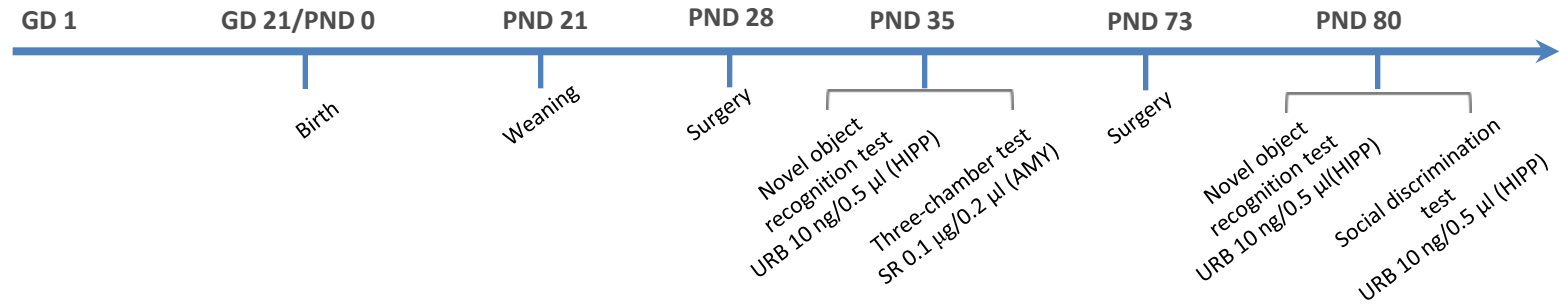 GD 1
GD 21/PND 0
PND 21
PND 28
PND 35
PND 73
PND 80
Birth
Weaning
Surgery
Novel object
recognition test
URB 10 ng/0.5 µl (HIPP)
Three-chamber test
SR 0.1 µg/0.2 µl (AMY)
Surgery
Novel object
recognition test
URB 10 ng/0.5 µl(HIPP)
Social discrimination
test
URB 10 ng/0.5 µl (HIPP)